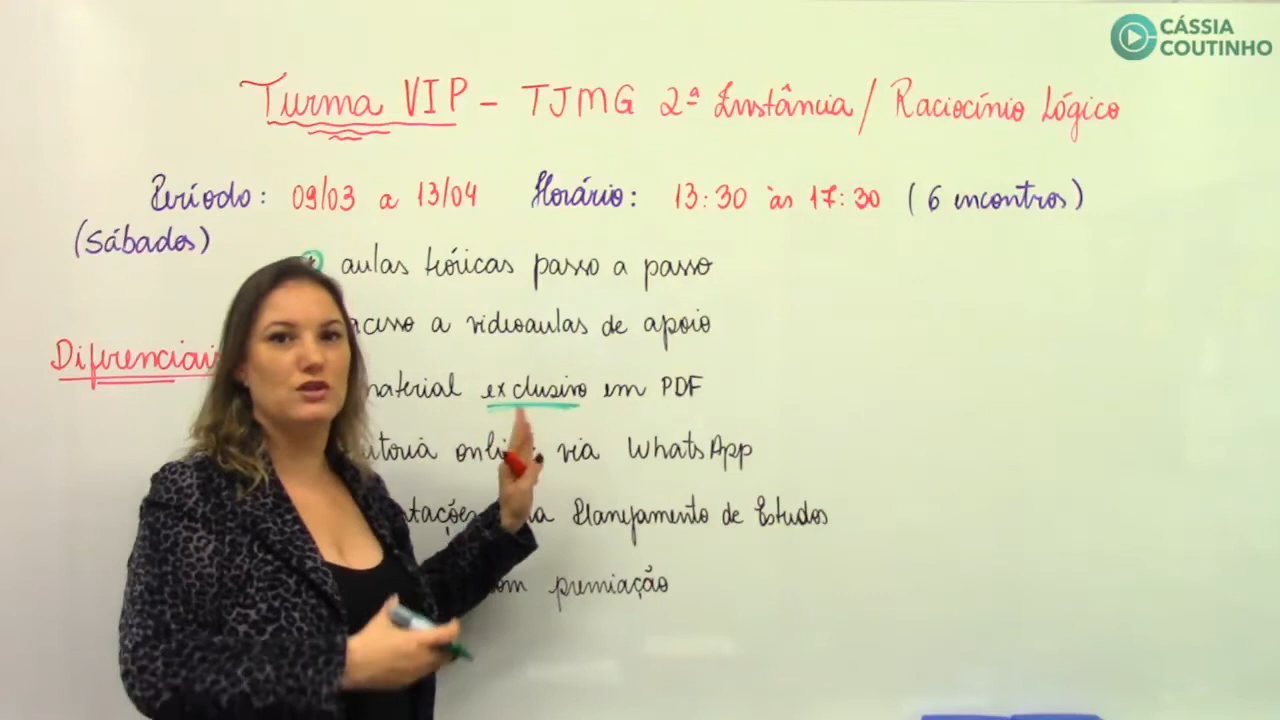 CÁSSIA
COUTINHO
Turma VIP - TJMG 2ª Instância / Raciocínio Lógico
Período: 09/03 a 13/04 Horário: 13:30 às 17:30 (6 encontros)
(Sábados)
* aulas teóricas passo a passo
acesso a videoaulas de apoio
Diferenciais
material exclusivo em PDF
via WhatsApp
Planejamento de Estudos
com premiação